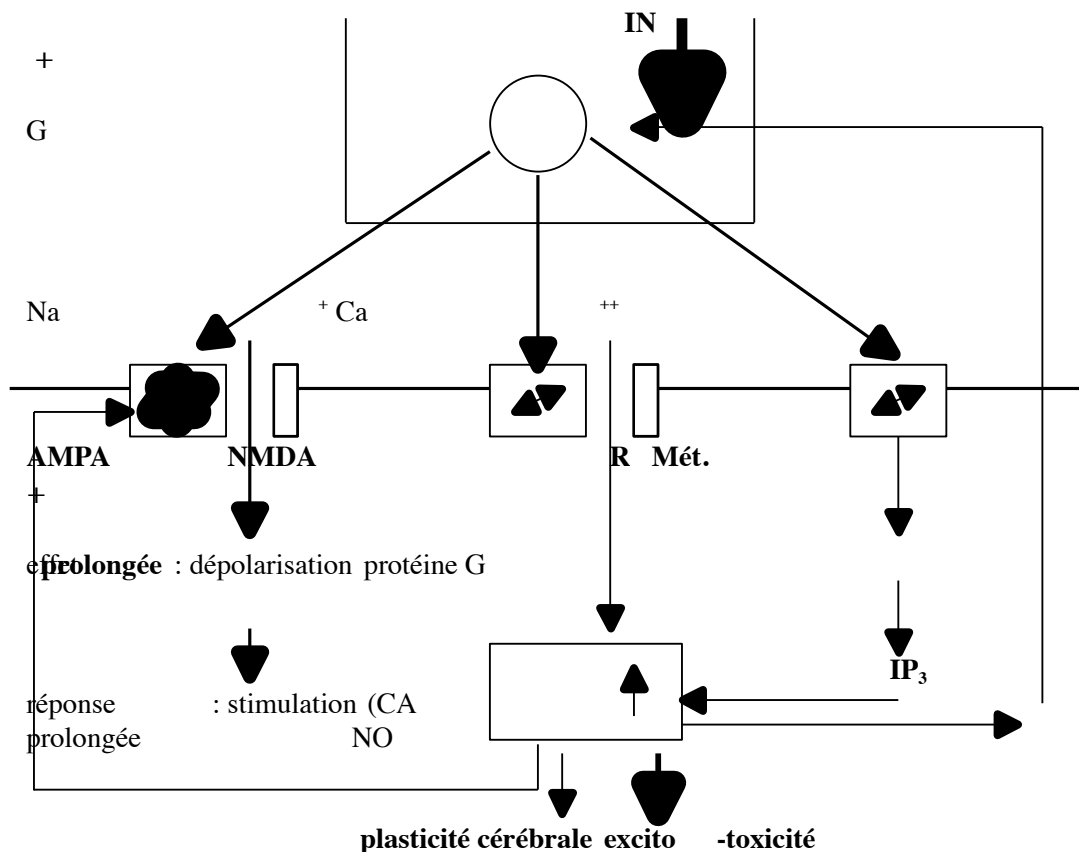 IN
+
G
Na + Ca ++
AMPA NMDA R Mét.
+
effet prolongée : dépolarisation protéine G
IP₃
réponse : stimulation (CA
prolongée NO
plasticité cérébrale excito -toxicité